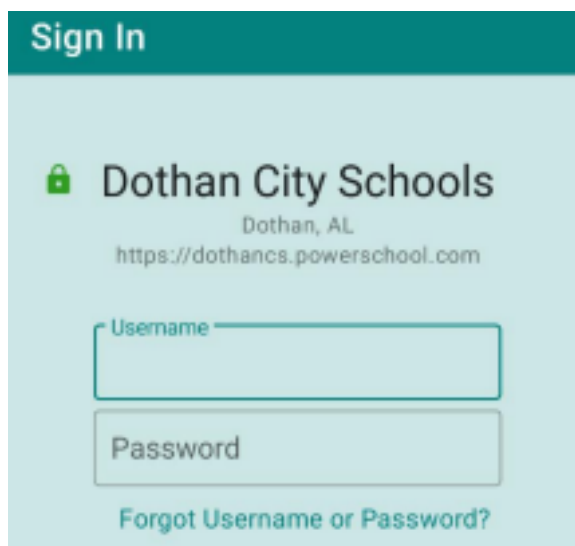 Sign In
Dothan City Schools
Dothan, AL
https://dothancs.powerschool.com
Username
Password
Forgot Username or Password?